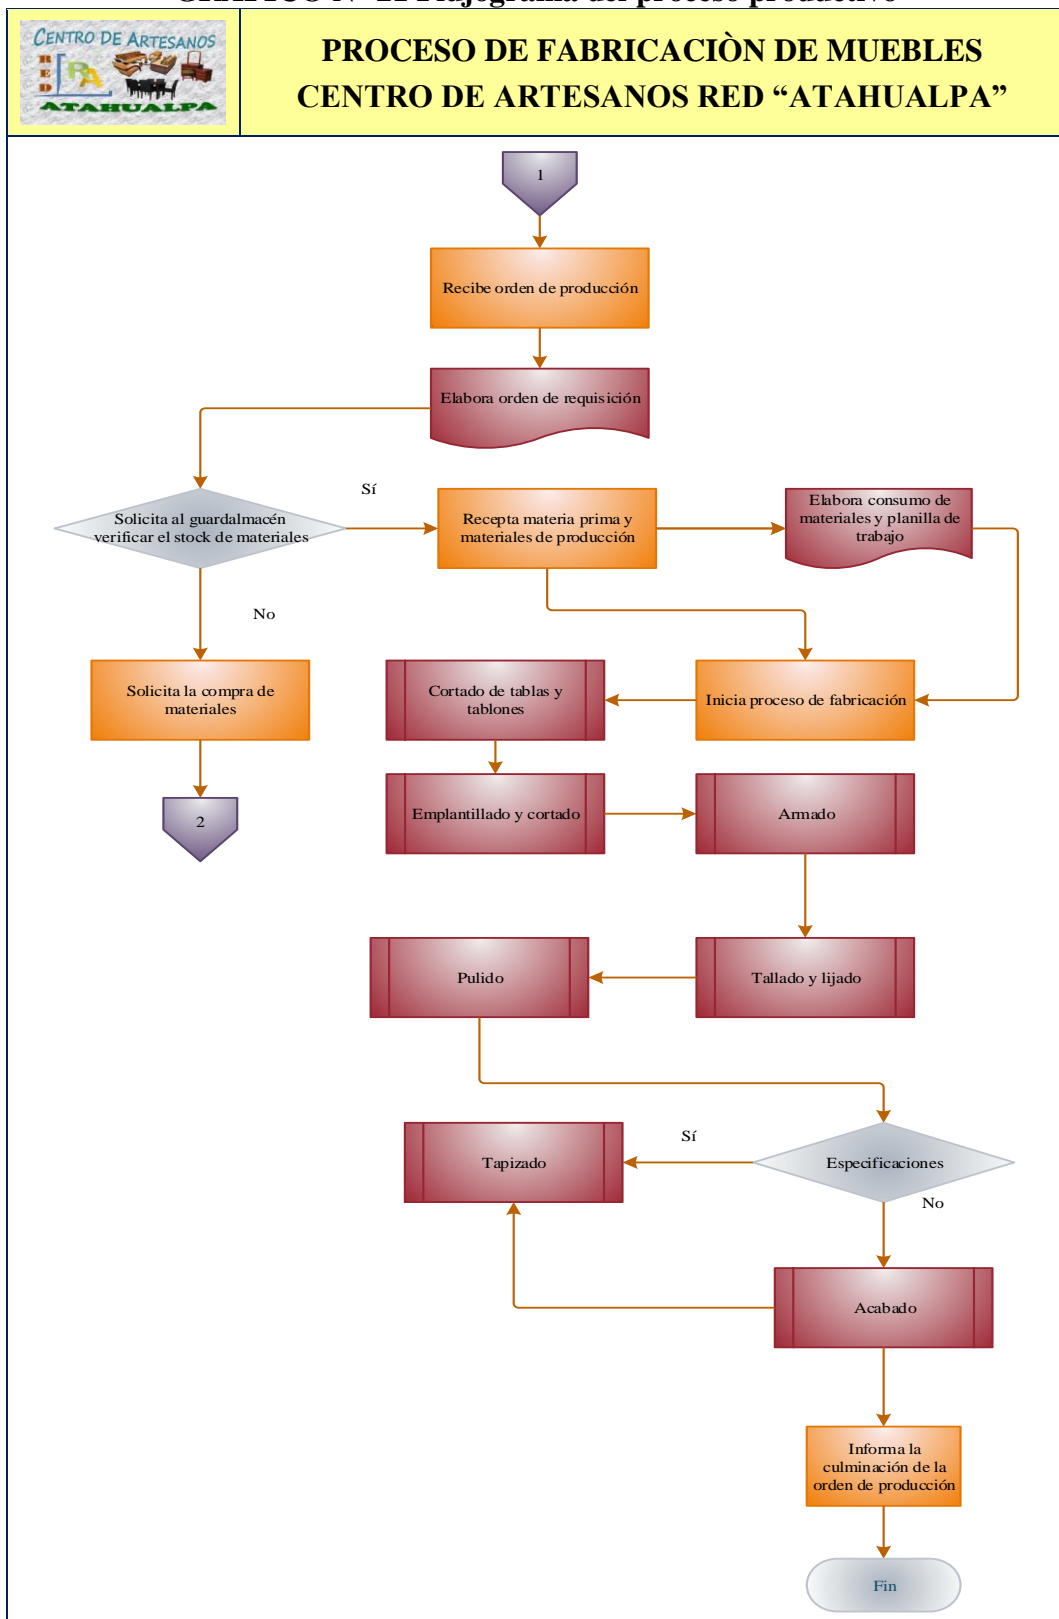 CENTRO DE ARTESANOS
RED
RA
ATAHUALPA
PROCESO DE FABRICACIÒN DE MUEBLES
CENTRO DE ARTESANOS RED “ATAHUALPA”
1
Recibe orden de producción
Elabora orden de requisición
Solicita al guardalmacén
verificar el stock de materiales
Sí
Recepta materia prima y
materiales de producción
Elabora consumo de
materiales y planilla de
trabajo
No
Solicita la compra de
materiales
Cortado de tablas y
tablones
Inicia proceso de fabricación
2
Emplantillado y cortado
Armado
Pulido
Tallado y lijado
Tapizado
Sí
Especificaciones
No
Acabado
Informa la
culminación de la
orden de producción
Fin